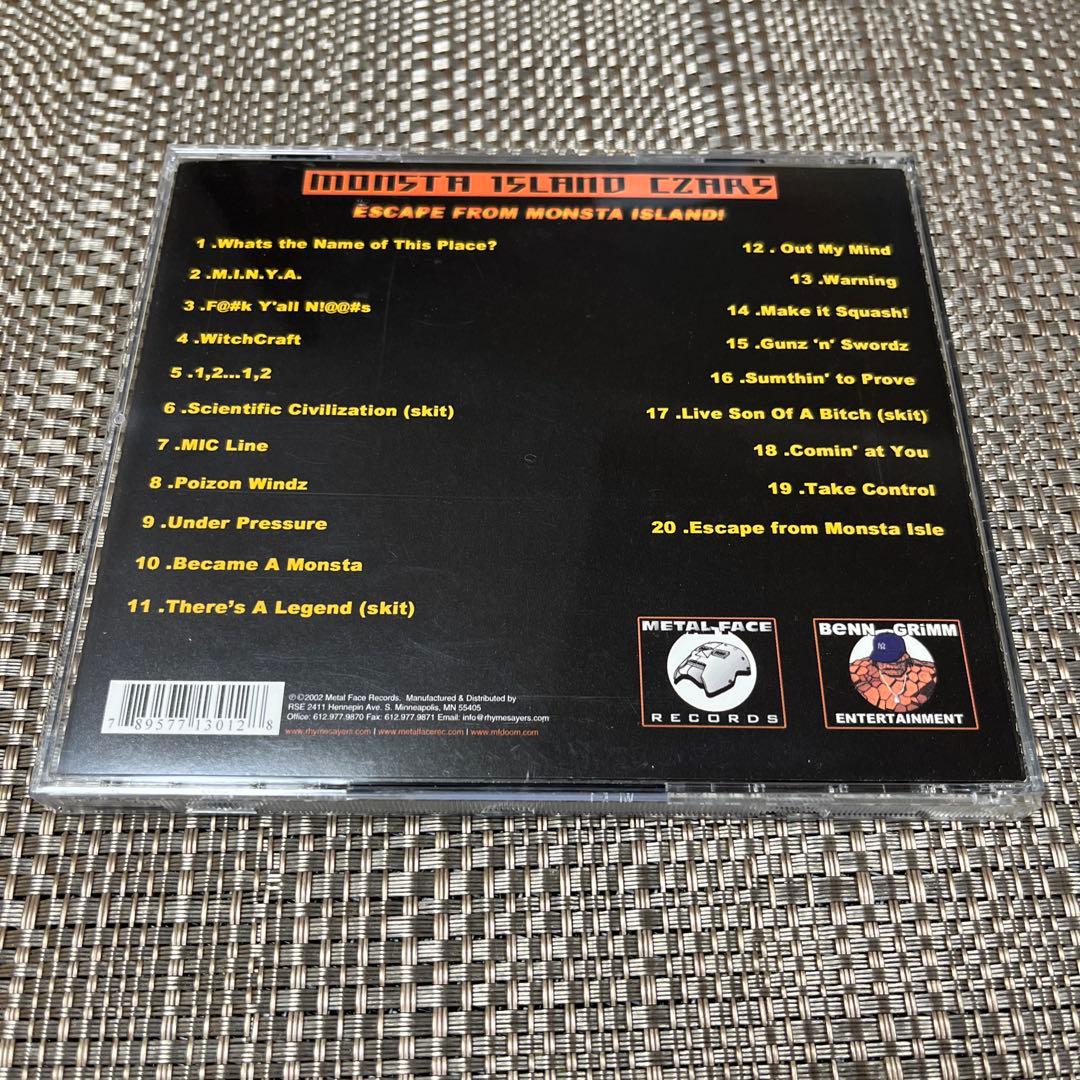 MONSTA ISLAND CZARS
ESCAPE FROM MONSTA ISLAND!
1 .Whats the Name of This Place?
2 .M.I.N.Y.A.
3 .F@#k Y'all N!@@#s
4 .WitchCraft
5 .1,2...1,2
6 .Scientific Civilization (skit)
7 .MIC Line
8 .Poizon Windz
9 .Under Pressure
10 .Became A Monsta
11 .There's A Legend (skit)
12 . Out My Mind
13 .Warning
14 .Make it Squash!
15 .Gunz 'n' Swordz
16 .Sumthin' to Prove
17 .Live Son Of A Bitch (skit)
18 .Comin' at You
19 .Take Control
20 .Escape from Monsta Isle
METAL FACE
RECORDS
BeNN GRiMM
ENTERTAINMENT
7 89577 13012 8
℗©2002 Metal Face Records. Manufactured & Distributed by
RSE 2411 Hennepin Ave. S. Minneapolis, MN 55405
Office: 612.977.9870 Fax: 612.977.9871 Email: info@rhymesayers.com
www.rhymesayers.com | www.metalfacerec.com | www.mfdoom.com